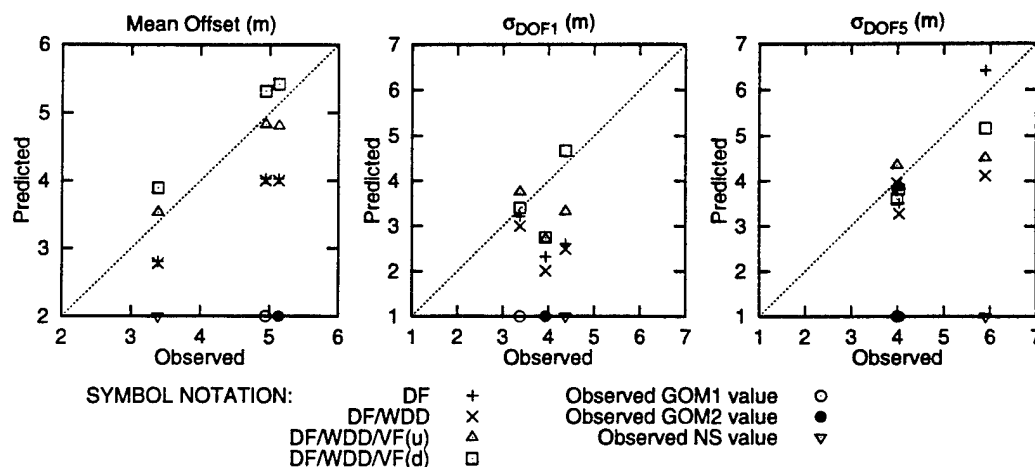 Mean Offset (m)
6
5
4
3
2
Predicted
2 3 4 5 6
Observed
σDOF1 (m)
7
6
5
4
3
2
1
Predicted
1 2 3 4 5 6 7
Observed
σDOF5 (m)
7
6
5
4
3
2
1
Predicted
1 2 3 4 5 6 7
Observed
SYMBOL NOTATION:
DF +
DF/WDD ×
DF/WDD/VF(u) △
DF/WDD/VF(d) □
Observed GOM1 value ○
Observed GOM2 value ●
Observed NS value ▽